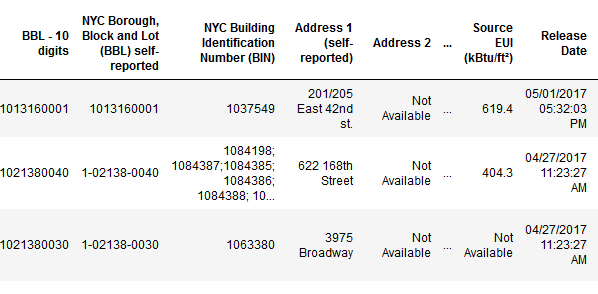 BBL - 10 digits NYC Borough, Block and Lot (BBL) self-reported NYC Building Identification Number (BIN) Address 1 (self-reported) Address 2 ... Source EUI (kBtu/ft²) Release Date
1013160001 1013160001 1037549 201/205 East 42nd st. Not Available ... 619.4 05/01/2017 05:32:03 PM
1021380040 1-02138-0040 1084198; 1084387;1084385; 1084386; 1084388; 10... 622 168th Street Not Available ... 404.3 04/27/2017 11:23:27 AM
1021380030 1-02138-0030 1063380 3975 Broadway Not Available ... Not Available 04/27/2017 11:23:27 AM